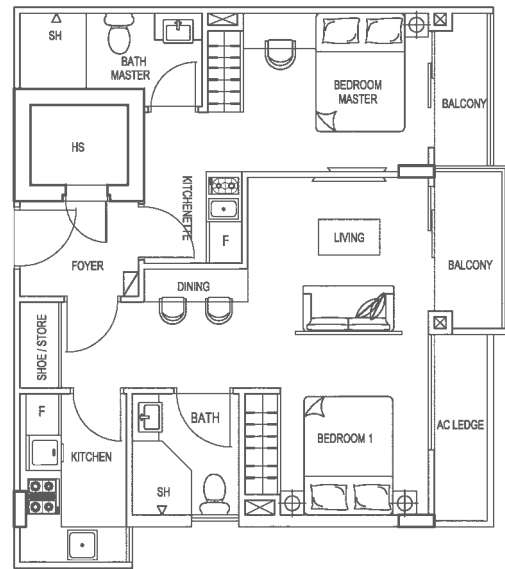 SH
BATH
MASTER
BEDROOM
MASTER
BALCONY
HS
KITCHENETTE
F
LIVING
FOYER
BALCONY
DINING
SHOE / STORE
F
BATH
KITCHEN
BEDROOM 1
AC LEDGE
SH